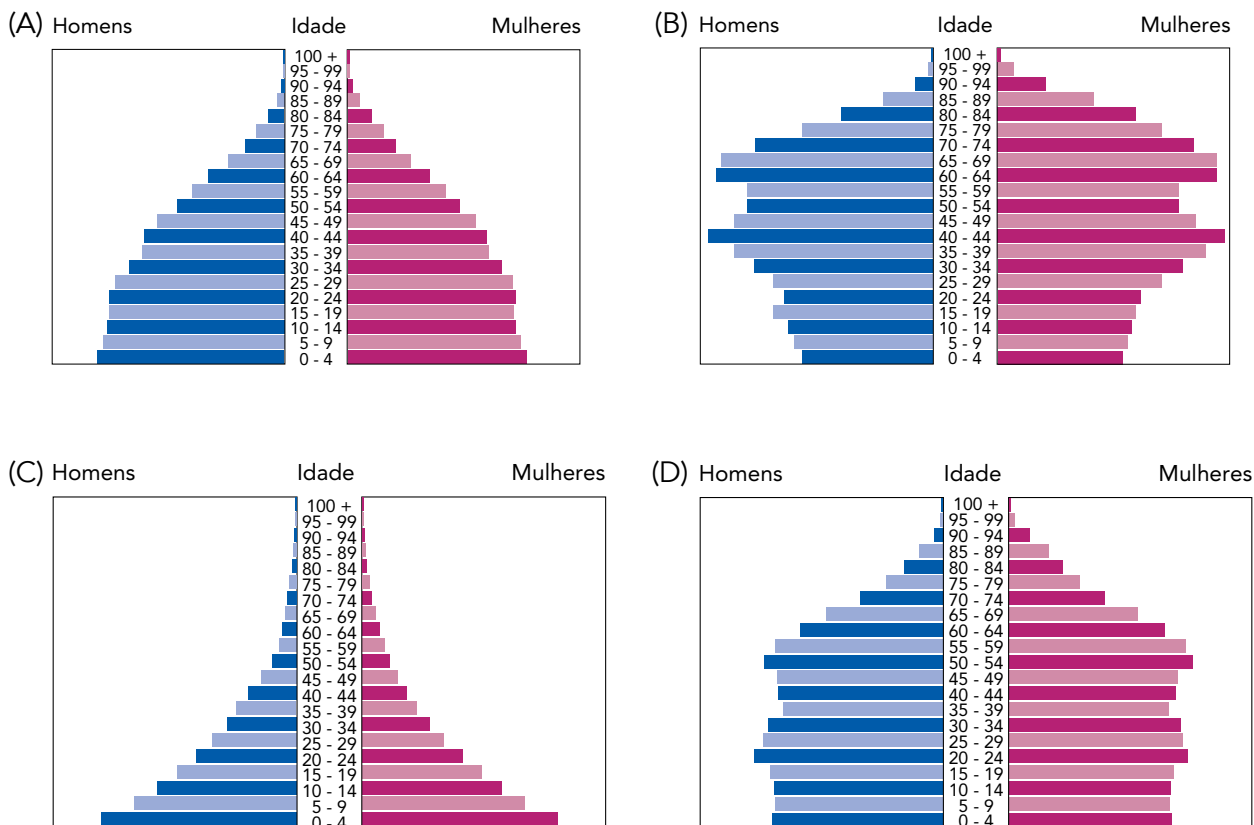 (A) Homens Idade Mulheres
100 +
95 - 99
90 - 94
85 - 89
80 - 84
75 - 79
70 - 74
65 - 69
60 - 64
55 - 59
50 - 54
45 - 49
40 - 44
35 - 39
30 - 34
25 - 29
20 - 24
15 - 19
10 - 14
5 - 9
0 - 4
(B) Homens Idade Mulheres
100 +
95 - 99
90 - 94
85 - 89
80 - 84
75 - 79
70 - 74
65 - 69
60 - 64
55 - 59
50 - 54
45 - 49
40 - 44
35 - 39
30 - 34
25 - 29
20 - 24
15 - 19
10 - 14
5 - 9
0 - 4
(C) Homens Idade Mulheres
100 +
95 - 99
90 - 94
85 - 89
80 - 84
75 - 79
70 - 74
65 - 69
60 - 64
55 - 59
50 - 54
45 - 49
40 - 44
35 - 39
30 - 34
25 - 29
20 - 24
15 - 19
10 - 14
5 - 9
0 - 4
(D) Homens Idade Mulheres
100 +
95 - 99
90 - 94
85 - 89
80 - 84
75 - 79
70 - 74
65 - 69
60 - 64
55 - 59
50 - 54
45 - 49
40 - 44
35 - 39
30 - 34
25 - 29
20 - 24
15 - 19
10 - 14
5 - 9
0 - 4